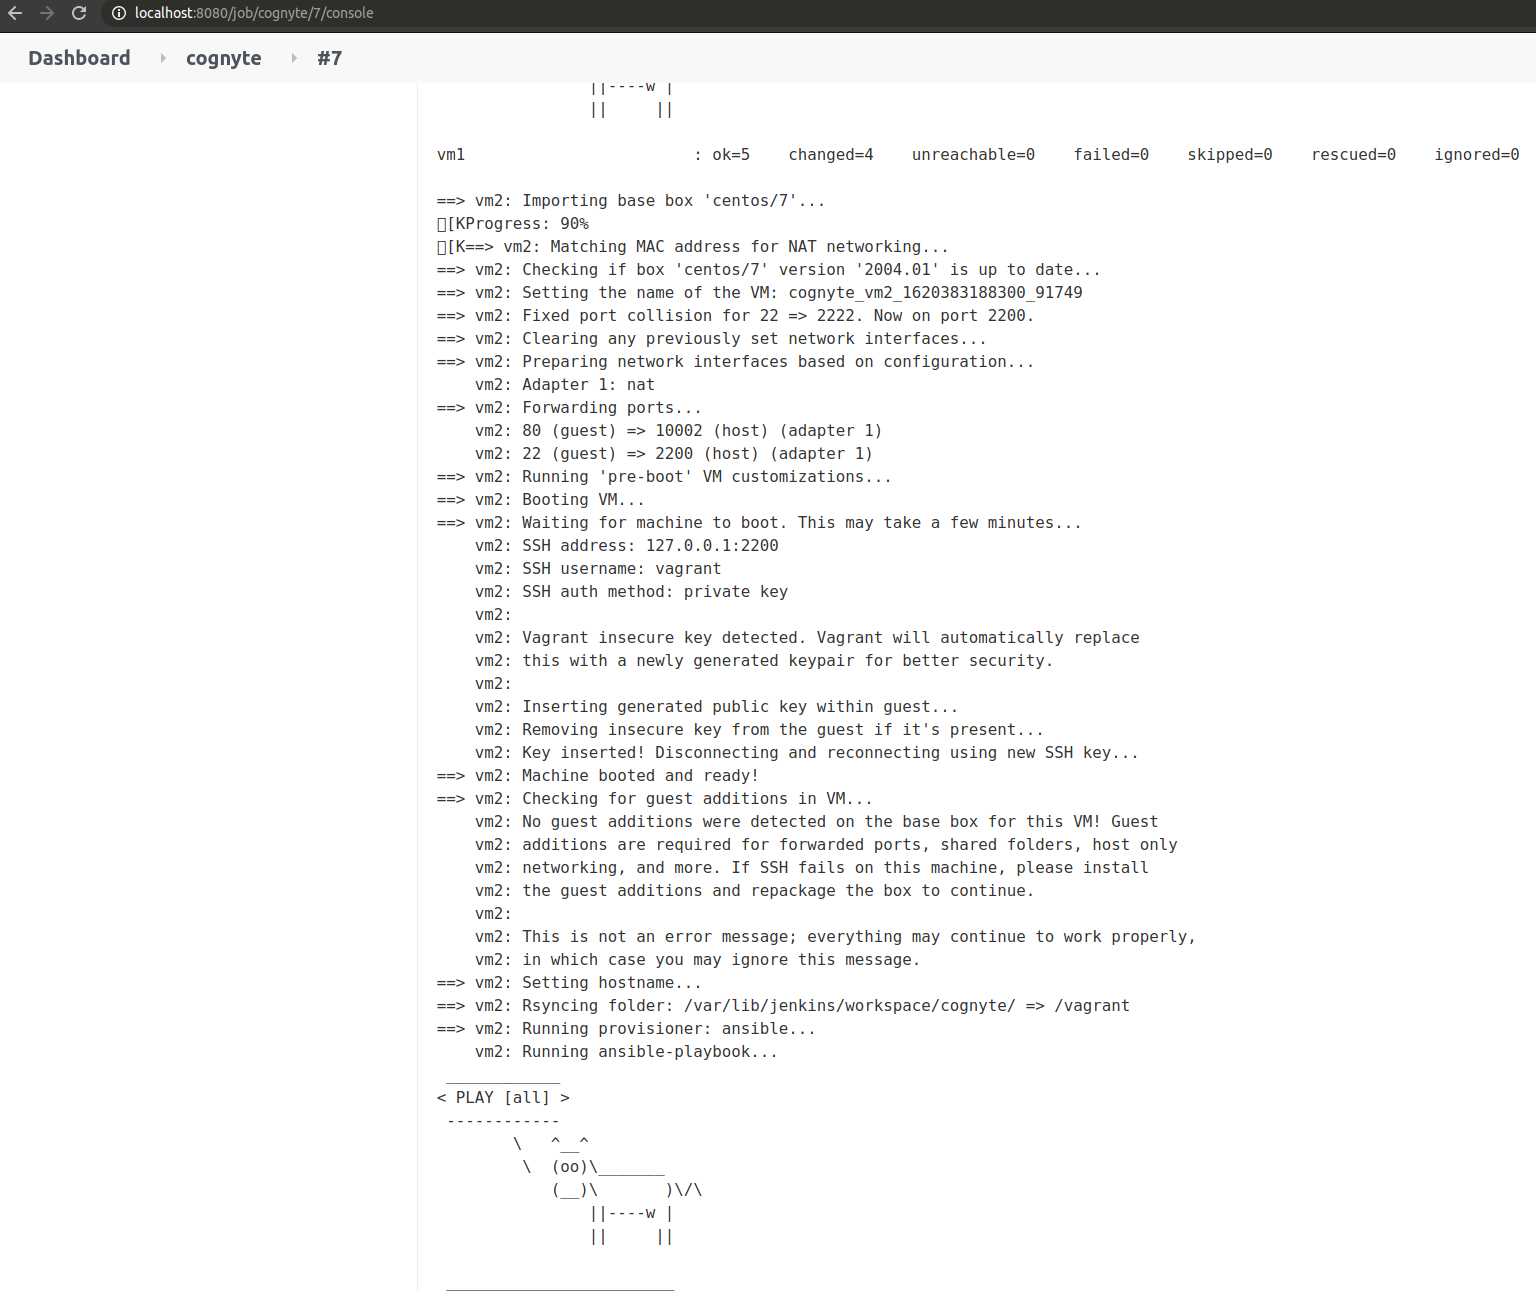 localhost:8080/job/cognyte/7/console
Dashboard cognyte #7
||----w |
||     ||
vm1                        : ok=5    changed=4    unreachable=0    failed=0    skipped=0    rescued=0    ignored=0
==> vm2: Importing base box 'centos/7'...
[KProgress: 90%
[K==> vm2: Matching MAC address for NAT networking...
==> vm2: Checking if box 'centos/7' version '2004.01' is up to date...
==> vm2: Setting the name of the VM: cognyte_vm2_1620383188300_91749
==> vm2: Fixed port collision for 22 => 2222. Now on port 2200.
==> vm2: Clearing any previously set network interfaces...
==> vm2: Preparing network interfaces based on configuration...
    vm2: Adapter 1: nat
==> vm2: Forwarding ports...
    vm2: 80 (guest) => 10002 (host) (adapter 1)
    vm2: 22 (guest) => 2200 (host) (adapter 1)
==> vm2: Running 'pre-boot' VM customizations...
==> vm2: Booting VM...
==> vm2: Waiting for machine to boot. This may take a few minutes...
    vm2: SSH address: 127.0.0.1:2200
    vm2: SSH username: vagrant
    vm2: SSH auth method: private key
    vm2:
    vm2: Vagrant insecure key detected. Vagrant will automatically replace
    vm2: this with a newly generated keypair for better security.
    vm2:
    vm2: Inserting generated public key within guest...
    vm2: Removing insecure key from the guest if it's present...
    vm2: Key inserted! Disconnecting and reconnecting using new SSH key...
==> vm2: Machine booted and ready!
==> vm2: Checking for guest additions in VM...
    vm2: No guest additions were detected on the base box for this VM! Guest
    vm2: additions are required for forwarded ports, shared folders, host only
    vm2: networking, and more. If SSH fails on this machine, please install
    vm2: the guest additions and repackage the box to continue.
    vm2:
    vm2: This is not an error message; everything may continue to work properly,
    vm2: in which case you may ignore this message.
==> vm2: Setting hostname...
==> vm2: Rsyncing folder: /var/lib/jenkins/workspace/cognyte/ => /vagrant
==> vm2: Running provisioner: ansible...
    vm2: Running ansible-playbook...
 ____________
< PLAY [all] >
 ------------
        \   ^__^
         \  (oo)\_______
            (__)\       )\/\
                ||----w |
                ||     ||
 ________________________